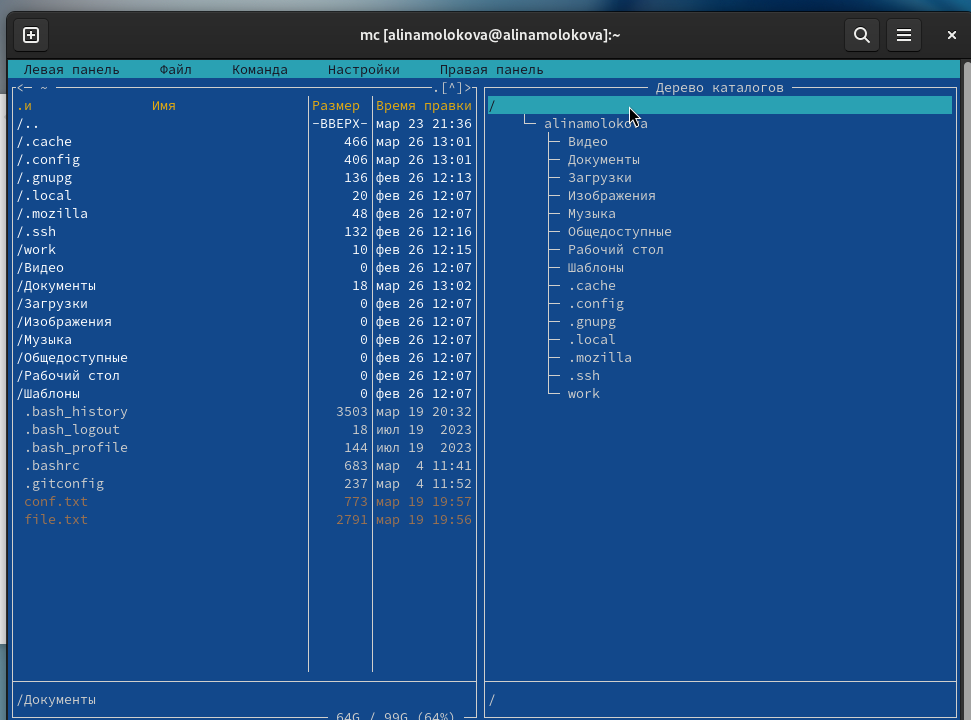 mc [alinamolokova@alinamolokova]:~
Левая панель Файл Команда Настройки Правая панель
<─ ~ .[^]>
.и Имя Размер Время правки
/.. -ВВЕРХ- мар 23 21:36
/.cache 466 мар 26 13:01
/.config 406 мар 26 13:01
/.gnupg 136 фев 26 12:13
/.local 20 фев 26 12:07
/.mozilla 48 фев 26 12:07
/.ssh 132 фев 26 12:16
/work 10 фев 26 12:15
/Видео 0 фев 26 12:07
/Документы 18 мар 26 13:02
/Загрузки 0 фев 26 12:07
/Изображения 0 фев 26 12:07
/Музыка 0 фев 26 12:07
/Общедоступные 0 фев 26 12:07
/Рабочий стол 0 фев 26 12:07
/Шаблоны 0 фев 26 12:07
.bash_history 3503 мар 19 20:32
.bash_logout 18 июл 19 2023
.bash_profile 144 июл 19 2023
.bashrc 683 мар 4 11:41
.gitconfig 237 мар 4 11:52
conf.txt 773 мар 19 19:57
file.txt 2791 мар 19 19:56
/Документы
64G / 99G (64%)
Дерево каталогов
/
alinamolokova
Видео
Документы
Загрузки
Изображения
Музыка
Общедоступные
Рабочий стол
Шаблоны
.cache
.config
.gnupg
.local
.mozilla
.ssh
work
/